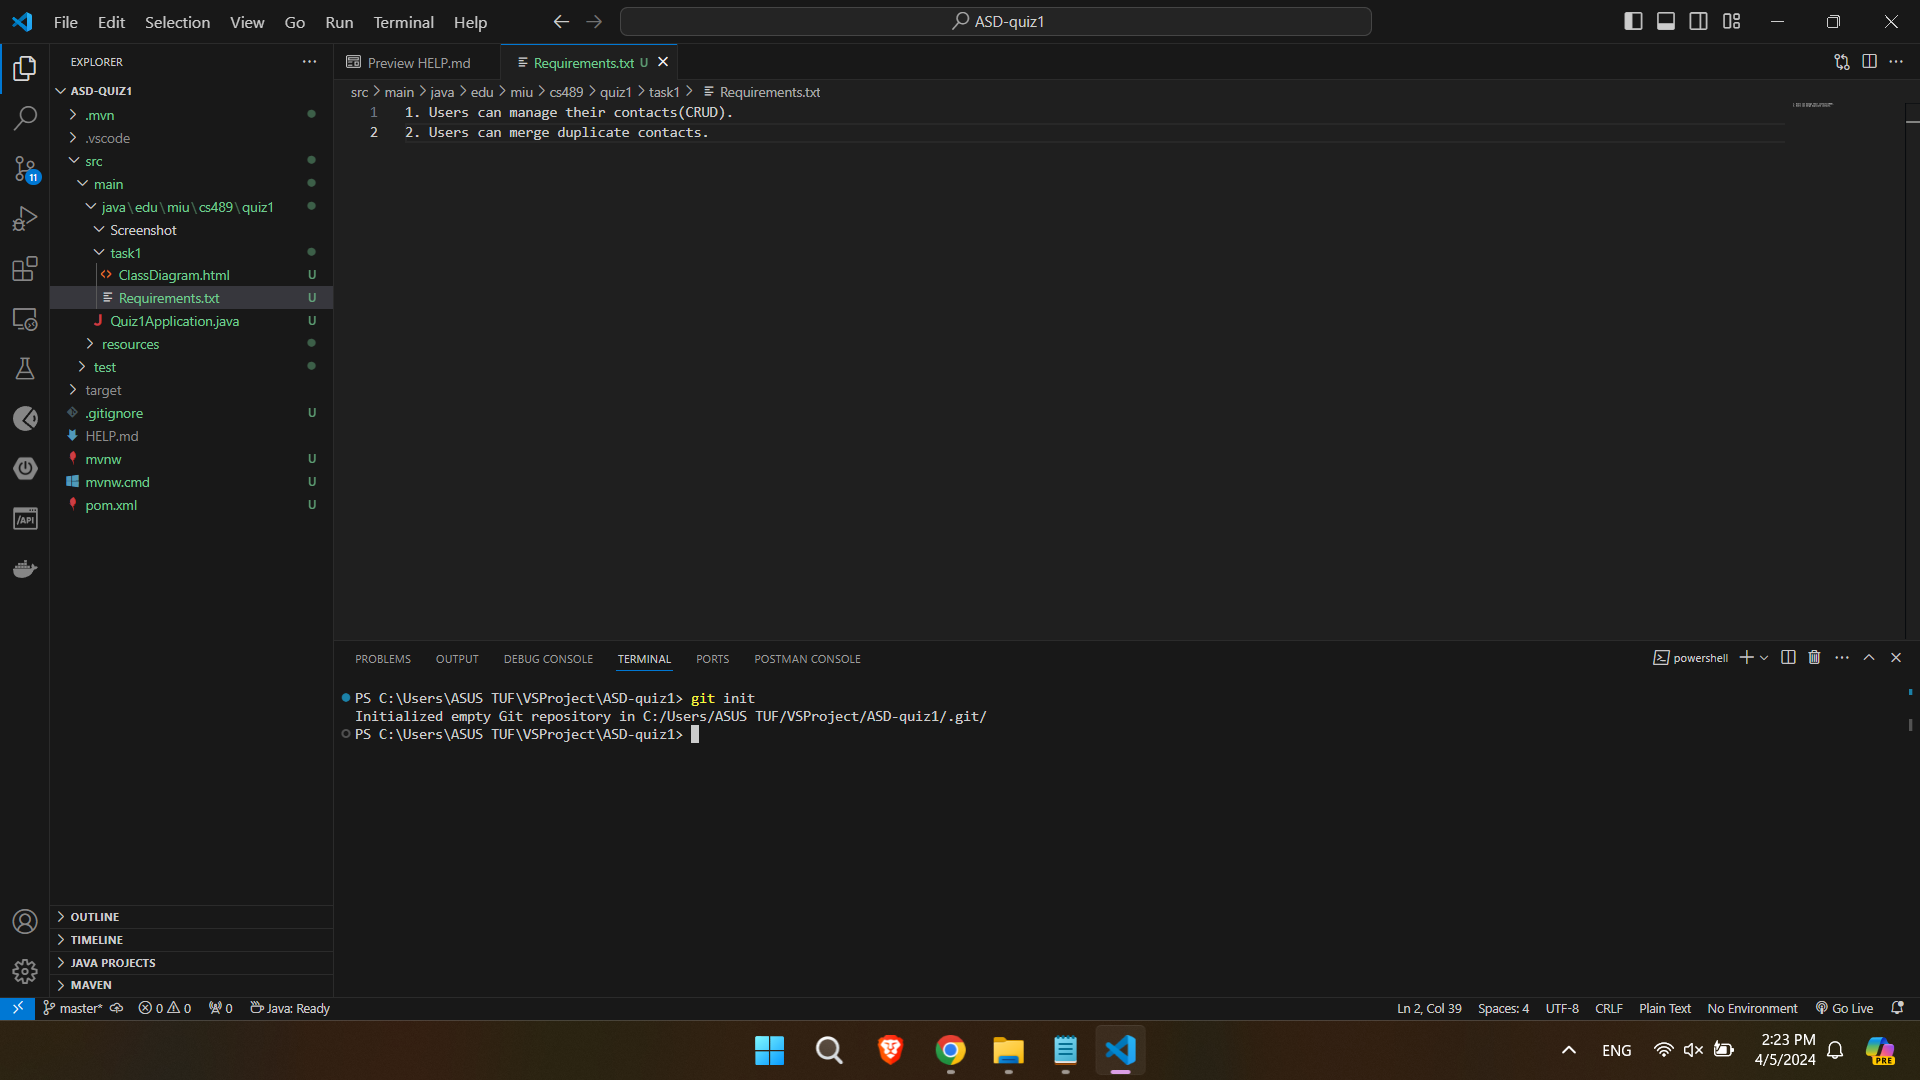 File Edit Selection View Go Run Terminal Help
ASD-quiz1
EXPLORER
ASD-QUIZ1
.mvn
.vscode
src
main
java\edu\miu\cs489\quiz1
Screenshot
task1
ClassDiagram.html U
Requirements.txt U
Quiz1Application.java U
resources
test
target
.gitignore U
HELP.md
mvnw U
mvnw.cmd U
pom.xml U
11
/API
OUTLINE
TIMELINE
JAVA PROJECTS
MAVEN
Preview HELP.md
Requirements.txt U
src > main > java > edu > miu > cs489 > quiz1 > task1 > Requirements.txt
1 1. Users can manage their contacts(CRUD).
2 2. Users can merge duplicate contacts.
PROBLEMS OUTPUT DEBUG CONSOLE TERMINAL PORTS POSTMAN CONSOLE
powershell
PS C:\Users\ASUS TUF\VSProject\ASD-quiz1> git init
Initialized empty Git repository in C:/Users/ASUS TUF/VSProject/ASD-quiz1/.git/
PS C:\Users\ASUS TUF\VSProject\ASD-quiz1>
master* 0 0 0 Java: Ready
Ln 2, Col 39 Spaces: 4 UTF-8 CRLF Plain Text No Environment Go Live
ENG
2:23 PM
4/5/2024
PRE